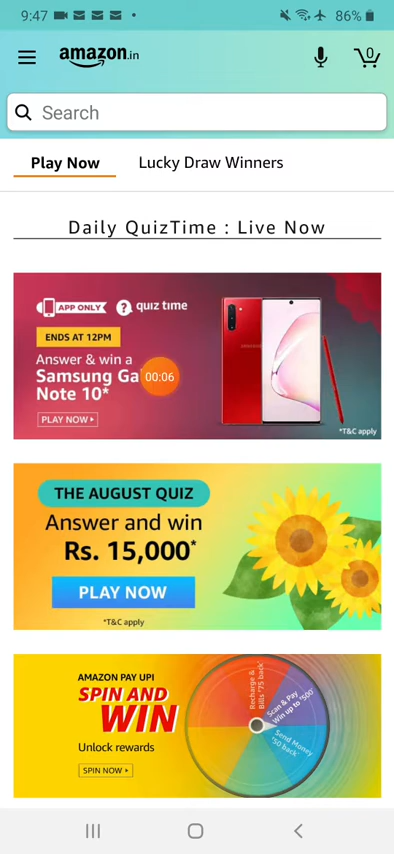 9:47
86%
amazon.in
0
Search
Play Now
Lucky Draw Winners
Daily QuizTime : Live Now
APP ONLY
? quiz time
ENDS AT 12PM
Answer & win a
Samsung Ga
00:06
Note 10*
PLAY NOW
*T&C apply
THE AUGUST QUIZ
Answer and win
Rs. 15,000*
PLAY NOW
*T&C apply
AMAZON PAY UPI
SPIN AND
WIN
Unlock rewards
SPIN NOW
Recharge &
Bills ₹75 back*
Scan & Pay
Win up to ₹500*
Send Money
₹50 back*